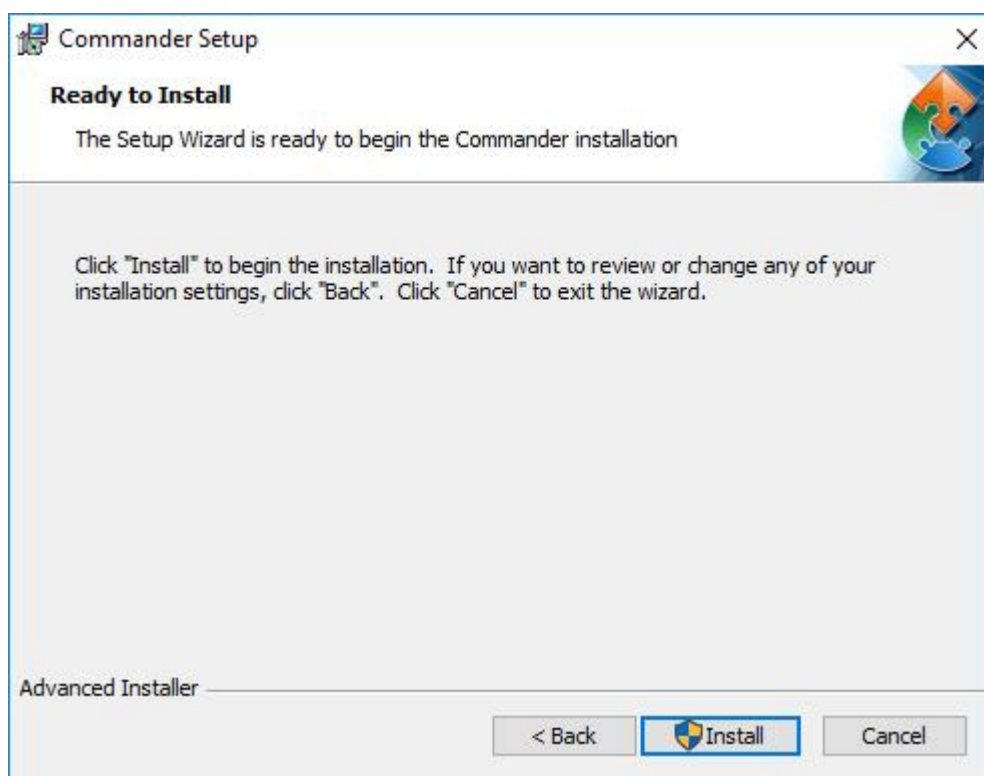 Commander Setup
Ready to Install
The Setup Wizard is ready to begin the Commander installation
Click "Install" to begin the installation.  If you want to review or change any of your
installation settings, click "Back".  Click "Cancel" to exit the wizard.
Advanced Installer
< Back Install Cancel